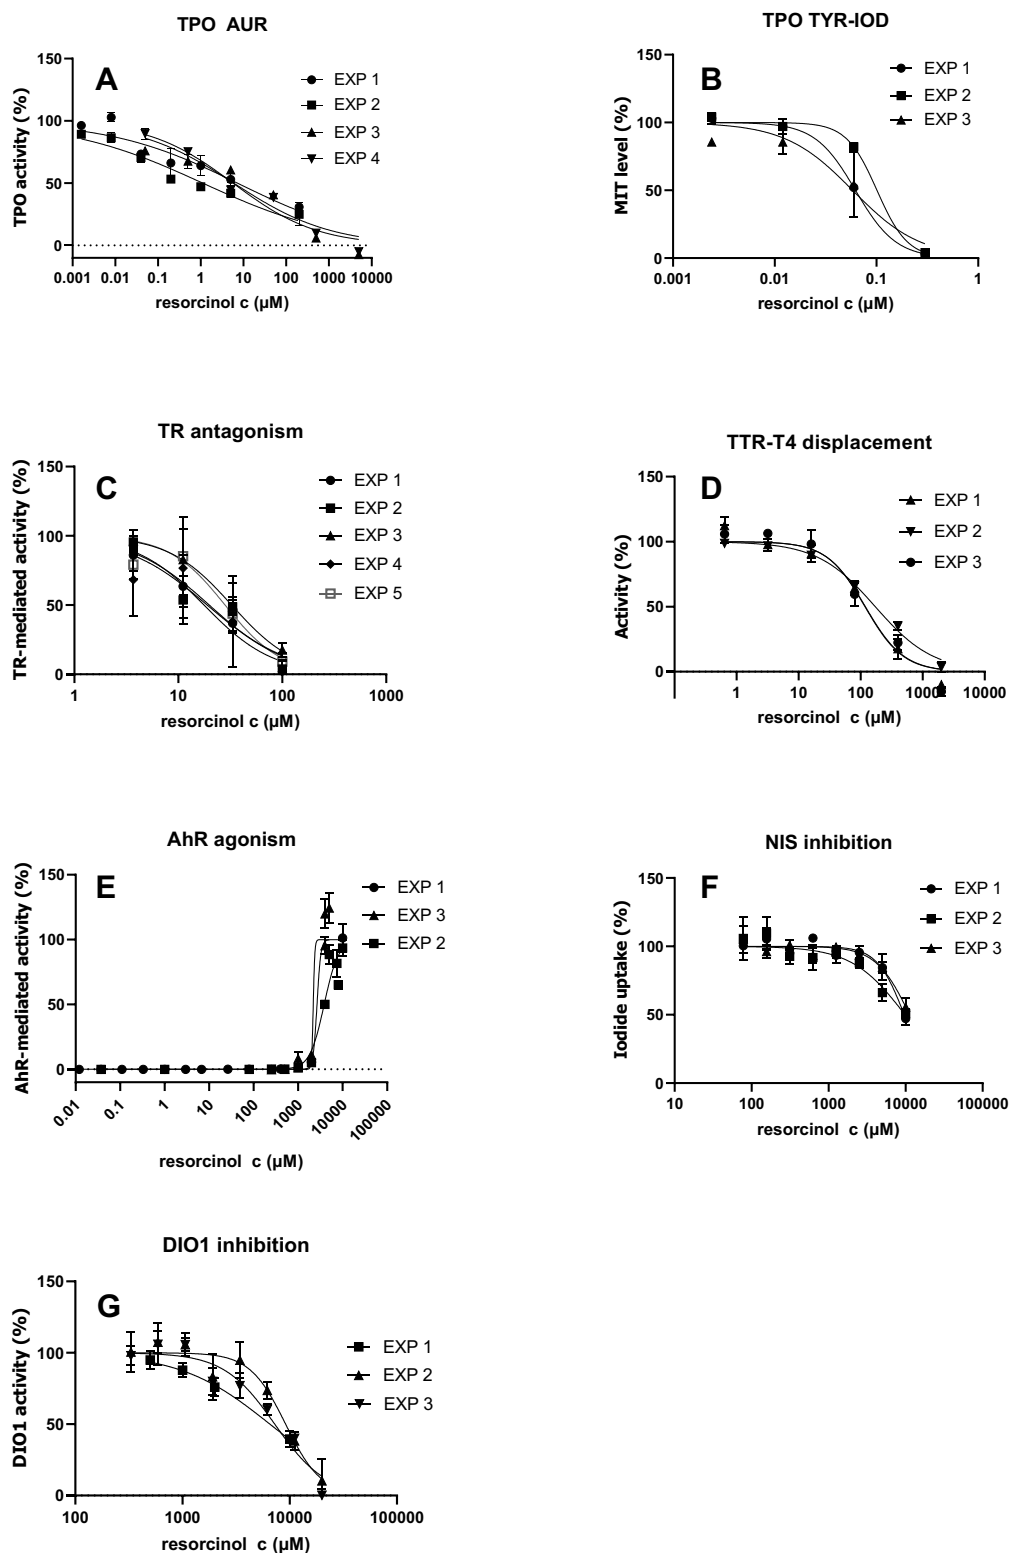 TPO AUR
A
150
100
50
0
TPO activity (%)
EXP 1
EXP 2
EXP 3
EXP 4
0.001 0.01 0.1 1 10 100 1000 10000
resorcinol c (µM)
TPO TYR-IOD
B
150
100
50
0
MIT level (%)
EXP 1
EXP 2
EXP 3
0.001 0.01 0.1 1
resorcinol c (µM)
TR antagonism
C
150
100
50
0
TR-mediated activity (%)
EXP 1
EXP 2
EXP 3
EXP 4
EXP 5
1 10 100 1000
resorcinol c (µM)
TTR-T4 displacement
D
150
100
50
0
Activity (%)
EXP 1
EXP 2
EXP 3
1 10 100 1000 10000
resorcinol c (µM)
AhR agonism
E
150
100
50
0
AhR-mediated activity (%)
EXP 1
EXP 3
EXP 2
0.01 0.1 1 10 100 1000 10000 100000
resorcinol c (µM)
NIS inhibition
F
150
100
50
0
Iodide uptake (%)
EXP 1
EXP 2
EXP 3
10 100 1000 10000 100000
resorcinol c (µM)
DIO1 inhibition
G
150
100
50
0
DIO1 activity (%)
EXP 1
EXP 2
EXP 3
100 1000 10000 100000
resorcinol c (µM)